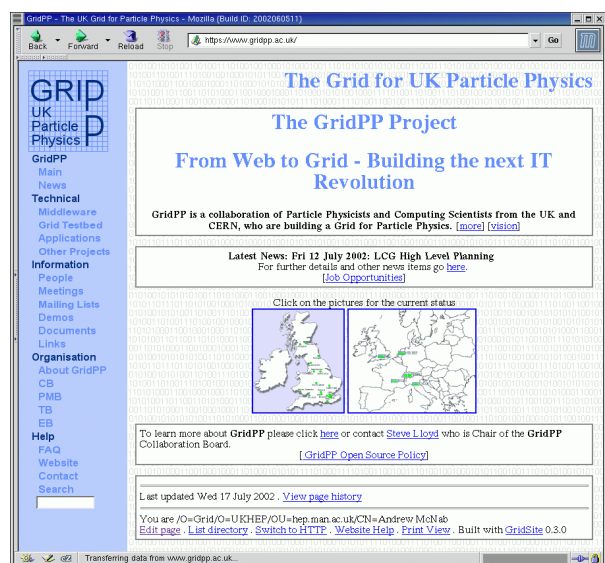 GridPP - The UK Grid for Particle Physics - Mozilla {Build ID: 2002060511}
Back Forward Reload Stop https://www.gridpp.ac.uk/ Go
GRIDPP
UK
Particle
Physics
GridPP
Main
News
Technical
Middleware
Grid Testbed
Applications
Other Projects
Information
People
Meetings
Mailing Lists
Demos
Documents
Links
Organisation
About GridPP
CB
PMB
TB
EB
Help
FAQ
Website
Contact
Search
The Grid for UK Particle Physics
The GridPP Project
From Web to Grid - Building the next IT
Revolution
GridPP is a collaboration of Particle Physicists and Computing Scientists from the UK and
CERN, who are building a Grid for Particle Physics. [more] [vision]
Latest News: Fri 12 July 2002: LCG High Level Planning
For further details and other news items go here.
[Job Opportunities]
Click on the pictures for the current status
To learn more about GridPP please click here or contact Steve Lloyd who is Chair of the GridPP
Collaboration Board.
[ GridPP Open Source Policy]
Last updated Wed 17 July 2002 . View page history
You are /O=Grid/O=UKHEP/OU=hep.man.ac.uk/CN=Andrew McNab
Edit page . List directory . Switch to HTTP . Website Help . Print View . Built with GridSite 0.3.0
Transferring data from www.gridpp.ac.uk...